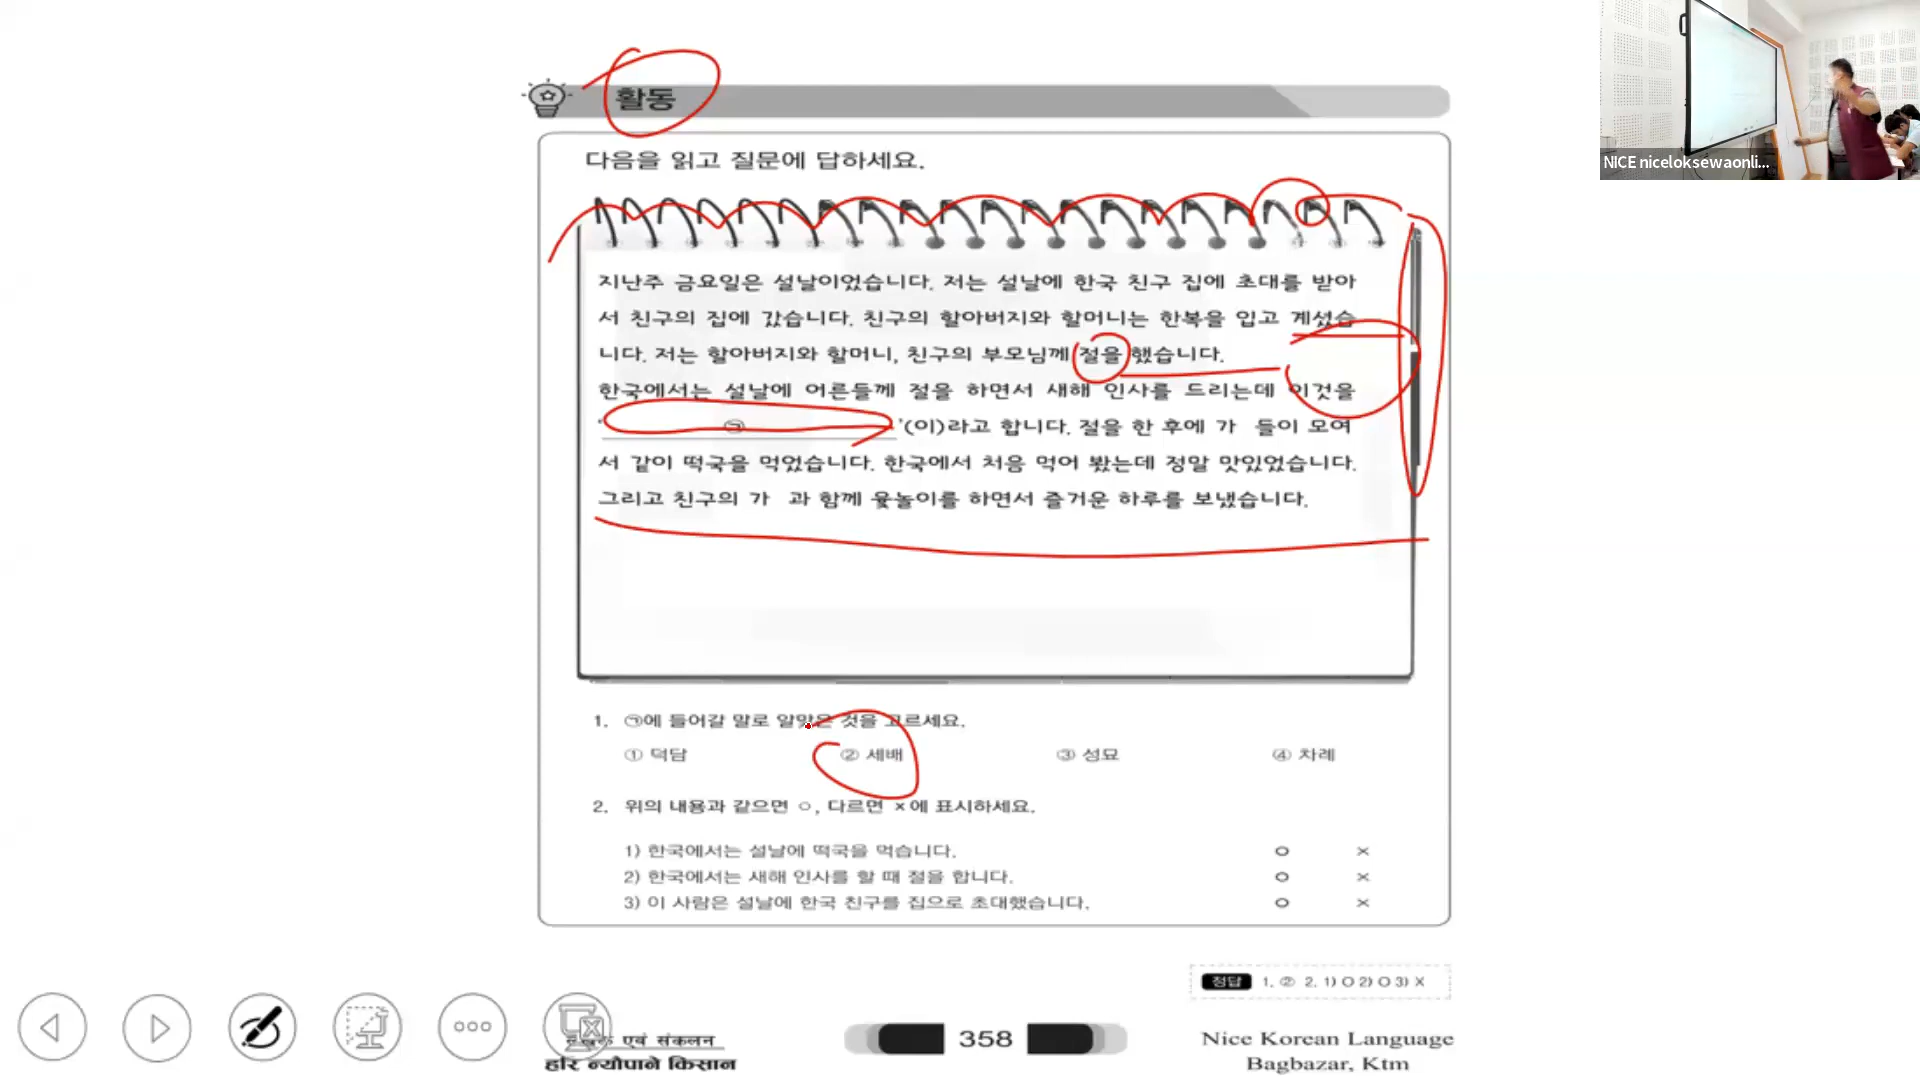 NICE niceloksewaonli...
활동
다음을 읽고 질문에 답하세요.
지난주 금요일은 설날이었습니다. 저는 설날에 한국 친구 집에 초대를 받아
서 친구의 집에 갔습니다. 친구의 할아버지와 할머니는 한복을 입고 계셨습
니다. 저는 할아버지와 할머니, 친구의 부모님께 절을 했습니다.
한국에서는 설날에 어른들께 절을 하면서 새해 인사를 드리는데 이것을
‘ ㉠ ’(이)라고 합니다. 절을 한 후에 가 들이 모여
서 같이 떡국을 먹었습니다. 한국에서 처음 먹어 봤는데 정말 맛있었습니다.
그리고 친구의 가 과 함께 윷놀이를 하면서 즐거운 하루를 보냈습니다.
1. ㉠에 들어갈 말로 알맞은 것을 고르세요.
① 덕담 ② 세배 ③ 성묘 ④ 차례
2. 위의 내용과 같으면 ○, 다르면 ×에 표시하세요.
1) 한국에서는 설날에 떡국을 먹습니다. ○ ×
2) 한국에서는 새해 인사를 할 때 절을 합니다. ○ ×
3) 이 사람은 설날에 한국 친구를 집으로 초대했습니다. ○ ×
정답 1. ② 2. 1) O 2) O 3) X
एवं संकलन
हरि न्यौपाने किसान
358
Nice Korean Language
Bagbazar, Ktm